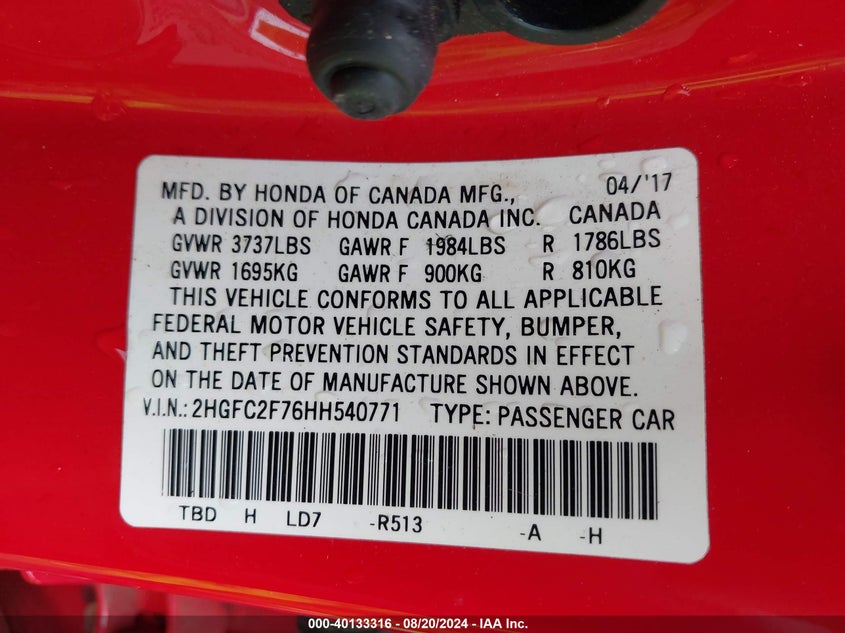 MFD. BY HONDA OF CANADA MFG., 04/'17
A DIVISION OF HONDA CANADA INC. CANADA
GVWR 3737LBS GAWR F 1984LBS R 1786LBS
GVWR 1695KG GAWR F 900KG R 810KG
THIS VEHICLE CONFORMS TO ALL APPLICABLE
FEDERAL MOTOR VEHICLE SAFETY, BUMPER,
AND THEFT PREVENTION STANDARDS IN EFFECT
ON THE DATE OF MANUFACTURE SHOWN ABOVE.
V.I.N.: 2HGFC2F76HH540771 TYPE: PASSENGER CAR
TBD H LD7 -R513 -A -H
000-40133316 - 08/20/2024 - IAA Inc.